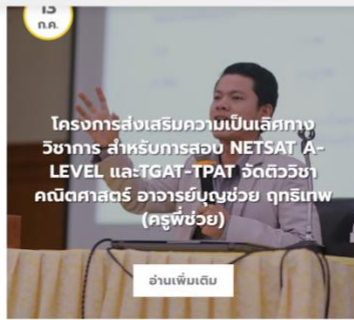 13
ก.ค.
โครงการส่งเสริมความเป็นเลิศทาง
วิชาการ สำหรับการสอบ NETSAT A-
LEVEL และTGAT-TPAT จัดติววิชา
คณิตศาสตร์ อาจารย์บุญช่วย ฤทธิเทพ
(ครูพี่ช่วย)
อ่านเพิ่มเติม